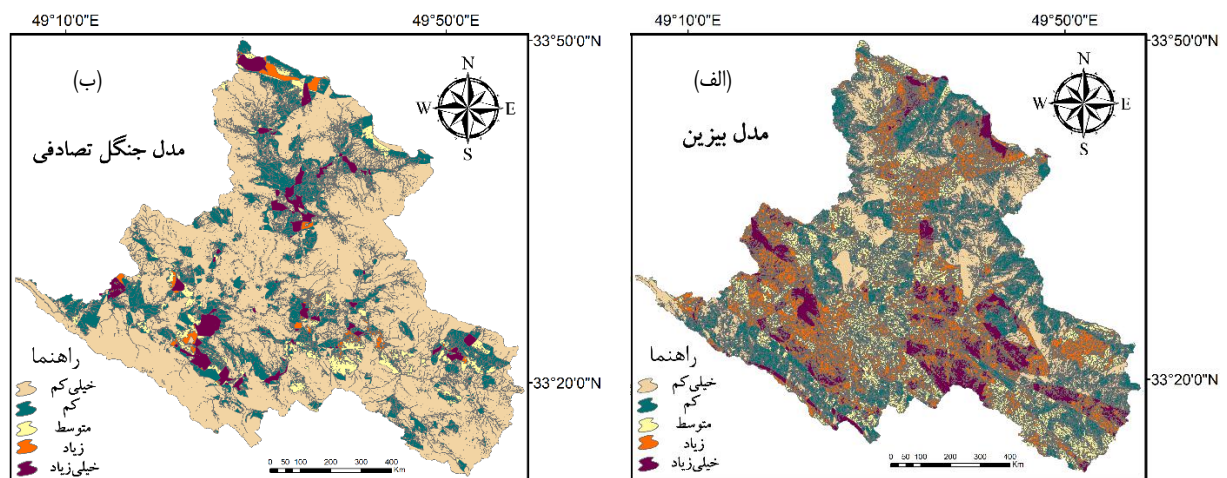 49°10'0"E
49°50'0"E
33°50'0"N
33°20'0"N
(ب)
مدل جنگل تصادفی
N
W E
S
راهنما
خیلی‌کم
کم
متوسط
زیاد
خیلی‌زیاد
0 50 100 200 300 400
Km
49°10'0"E
49°50'0"E
33°50'0"N
33°20'0"N
(الف)
مدل بیزین
N
W E
S
راهنما
خیلی‌کم
کم
متوسط
زیاد
خیلی‌زیاد
0 50 100 200 300 400
Km